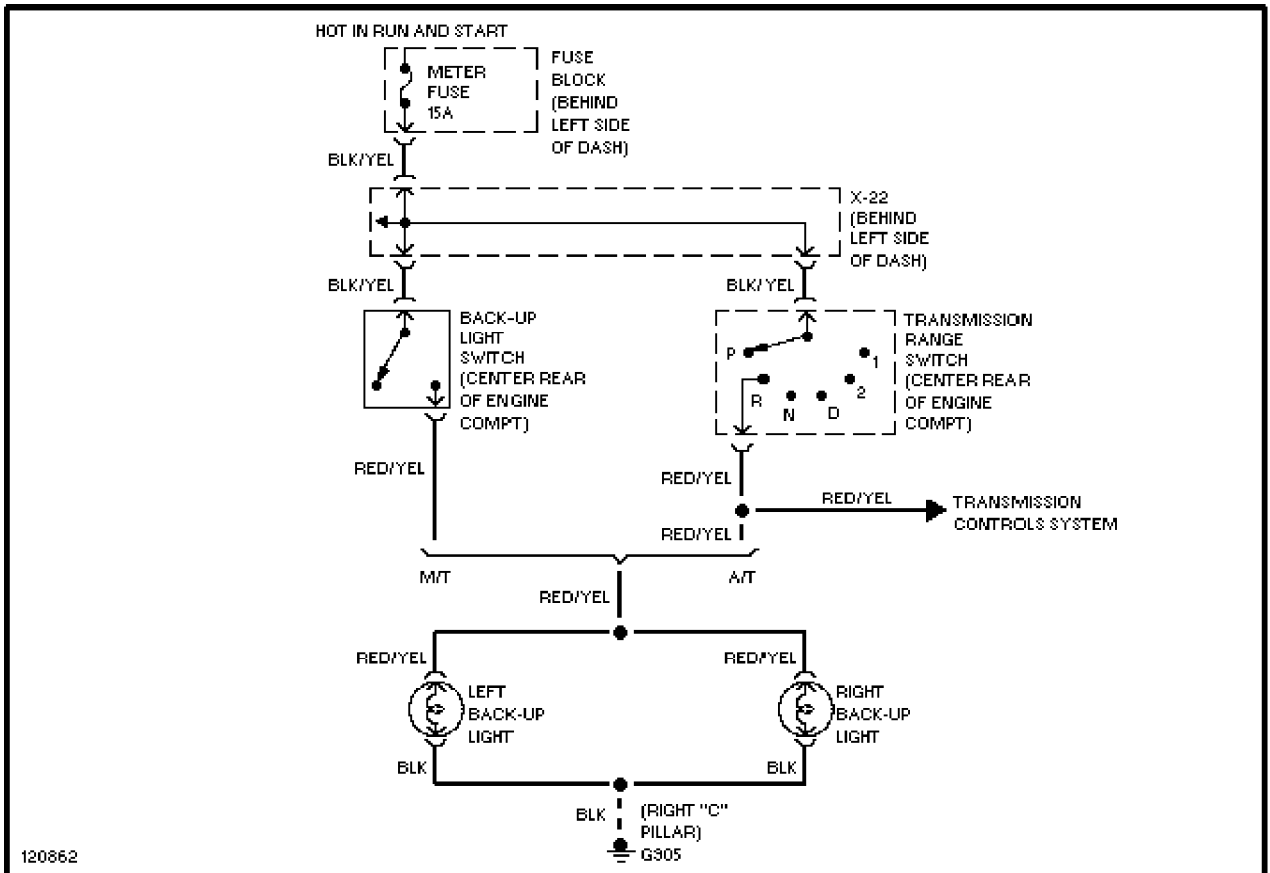 HOT IN RUN AND START
METER
FUSE
15A
FUSE
BLOCK
(BEHIND
LEFT SIDE
OF DASH)
BLK/YEL
X-22
(BEHIND
LEFT SIDE
OF DASH)
BLK/YEL
BLK/YEL
BACK-UP
LIGHT
SWITCH
(CENTER REAR
OF ENGINE
COMPT)
P
R
N
D
2
1
TRANSMISSION
RANGE
SWITCH
(CENTER REAR
OF ENGINE
COMPT)
RED/YEL
RED/YEL
RED/YEL
TRANSMISSION
CONTROLS SYSTEM
RED/YEL
M/T
A/T
RED/YEL
RED/YEL
RED/YEL
LEFT
BACK-UP
LIGHT
RIGHT
BACK-UP
LIGHT
BLK
BLK
BLK
(RIGHT "C"
PILLAR)
G905
120862